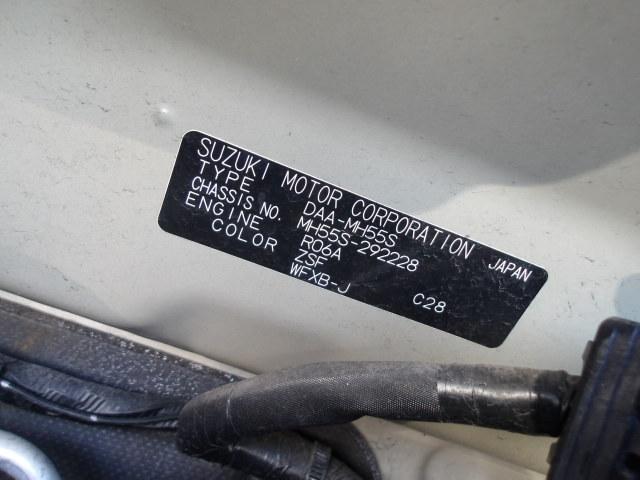 SUZUKI MOTOR CORPORATION JAPAN
TYPE DAA-MH55S
CHASSIS NO. MH55S-292228
ENGINE R06A
COLOR ZSF
WFXB-J C28